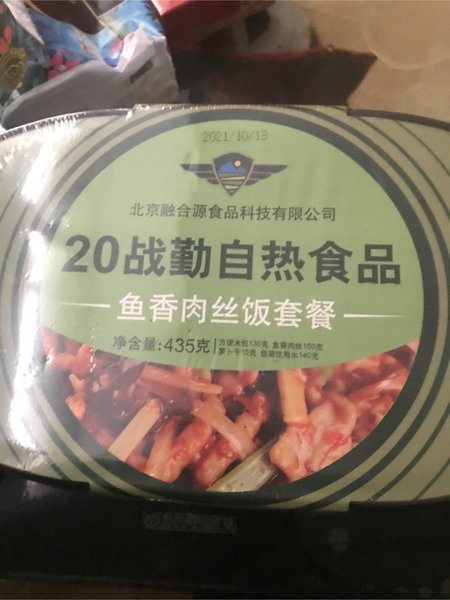 2021/10/13
北京融合源食品科技有限公司
20战勤自热食品
鱼香肉丝饭套餐
净含量:435克
方便米包130克 鱼香肉丝150克
萝卜干15克 包装饮用水140克